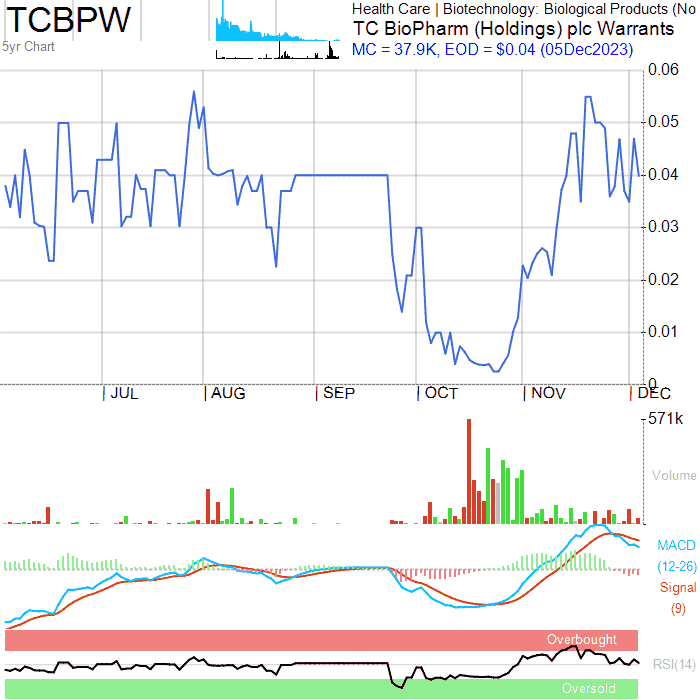 TCBPW
5yr Chart
Health Care | Biotechnology: Biological Products (No
TC BioPharm (Holdings) plc Warrants
MC = 37.9K, EOD = $0.04 (05Dec2023)
0.06
0.05
0.04
0.03
0.02
0.01
0
JUL AUG SEP OCT NOV DEC
571k
Volume
MACD
(12-26)
Signal
(9)
Overbought
RSI(14)
Oversold